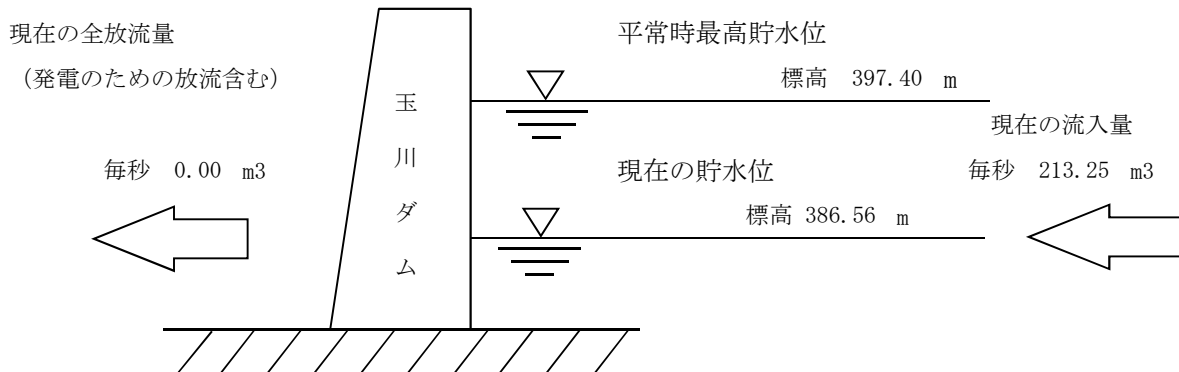 現在の全放流量
（発電のための放流含む）
毎秒 0.00 m3
玉川ダム
平常時最高貯水位
標高 397.40 m
現在の貯水位
標高 386.56 m
現在の流入量
毎秒 213.25 m3